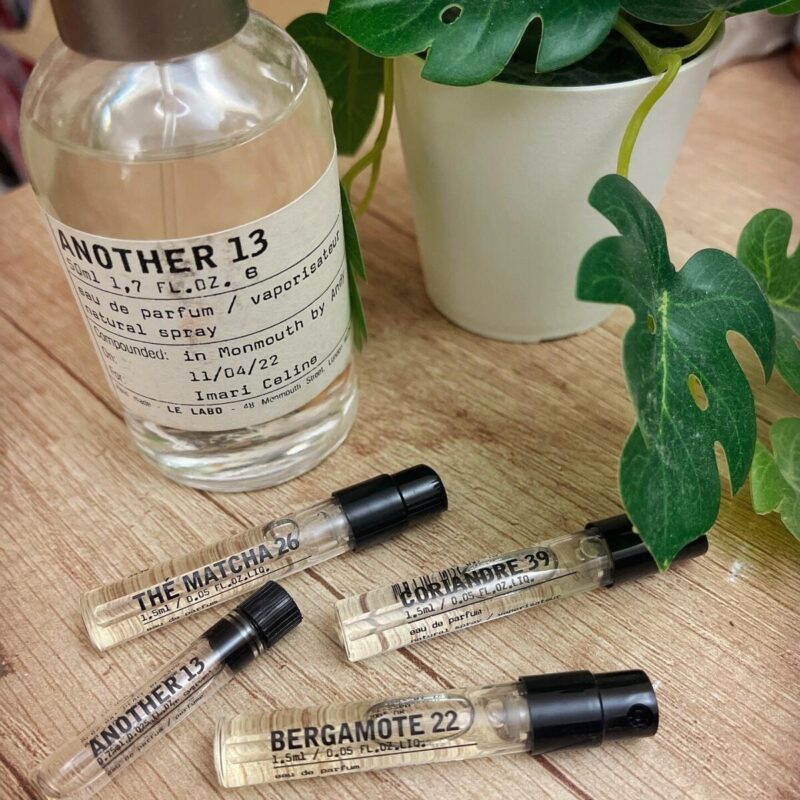 ANOTHER 13
50ml 1,7 FL.OZ. e
eau de parfum / vaporisateur
natural spray
Compounded: in Monmouth by
11/04/22
Imari Celine
LE LABO - 48 Monmouth Street,
THÉ MATCHA 26
1.5ml / 0.05 FL.OZ.LIQ.
eau de parfum
CORIANDRE 39
1.5ml / 0.05 FL.OZ.LIQ.
eau de parfum
natural spray / vaporisateur
ANOTHER 13
eau de parfum
BERGAMOTE 22
1.5ml / 0.05 FL.OZ.LIQ.
eau de parfum